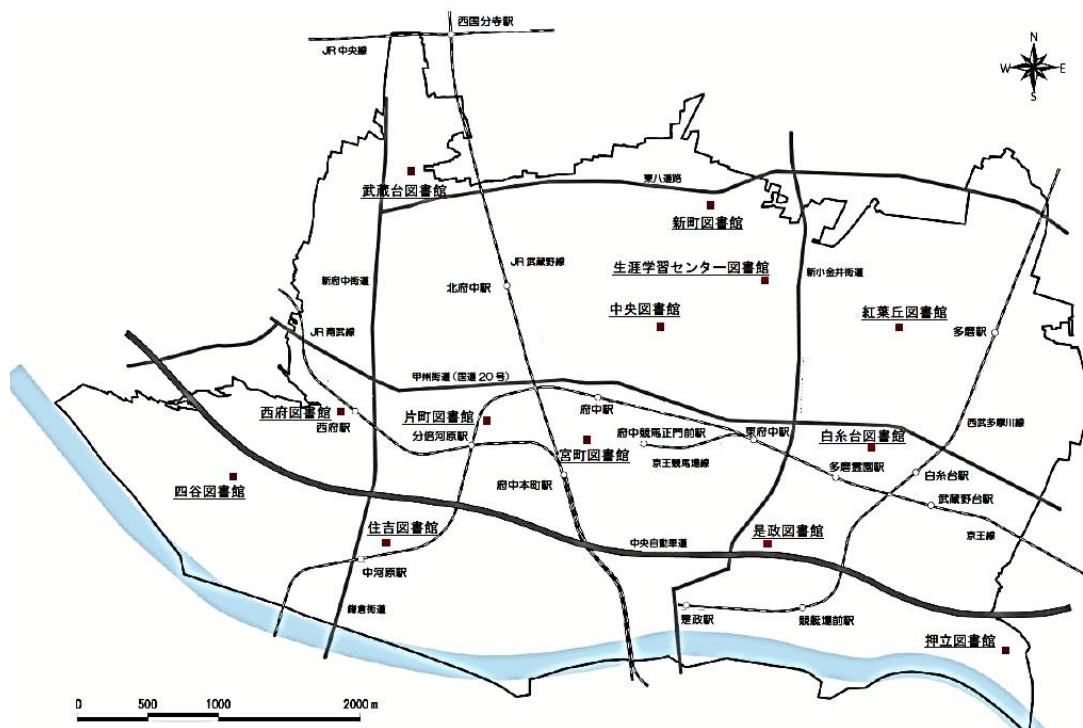 西国分寺駅
JR中央線
N
W E
S
武蔵台図書館
東八道路
新町図書館
新府中街道
JR武蔵野線
北府中駅
生涯学習センター図書館
新小金井街道
中央図書館
紅葉丘図書館
多磨駅
JR南武線
甲州街道(国道20号)
西府図書館
西府駅
片町図書館
分倍河原駅
府中駅
宮町図書館
府中競馬正門前駅
京王競馬場線
東府中駅
白糸台図書館
西武多摩川線
多磨霊園駅
白糸台駅
武蔵野台駅
京王線
四谷図書館
府中本町駅
住吉図書館
中央自動車道
是政図書館
中河原駅
鎌倉街道
是政駅
競艇場前駅
押立図書館
0 500 1000 2000m